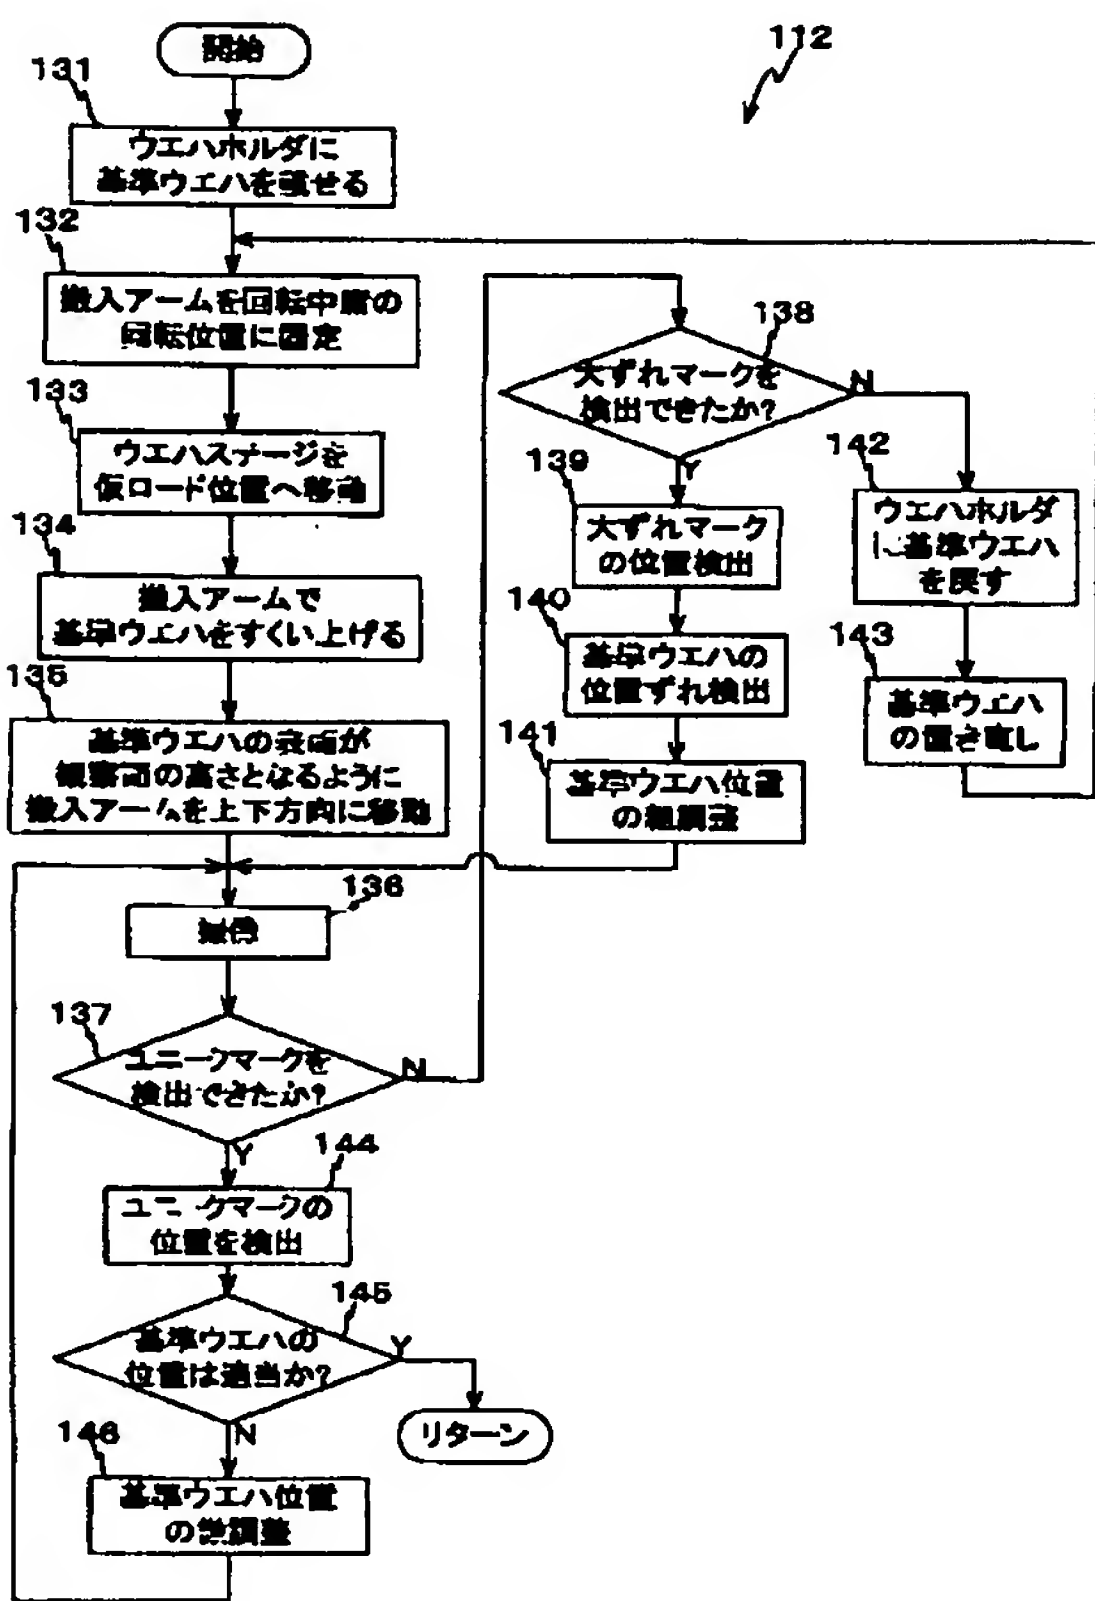 開始
112
131
ウエハホルダに
基準ウエハを載せる
132
搬入アームを回転中庸の
回転位置に固定
133
ウエハステージを
仮ロード位置へ移動
134
搬入アームで
基準ウエハをすくい上げる
135
基準ウエハの表面が
観察面の高さとなるように
搬入アームを上下方向に移動
136
撮像
137
ユニークマークを
検出できたか?
N
Y
138
大ずれマークを
検出できたか?
N
Y
139
大ずれマーク
の位置検出
140
基準ウエハの
位置ずれ検出
141
基準ウエハ位置
の粗調整
142
ウエハホルダ
に基準ウエハ
を戻す
143
基準ウエハ
の置き直し
144
ユニークマークの
位置を検出
145
基準ウエハの
位置は適当か?
Y
N
リターン
146
基準ウエハ位置
の微調整